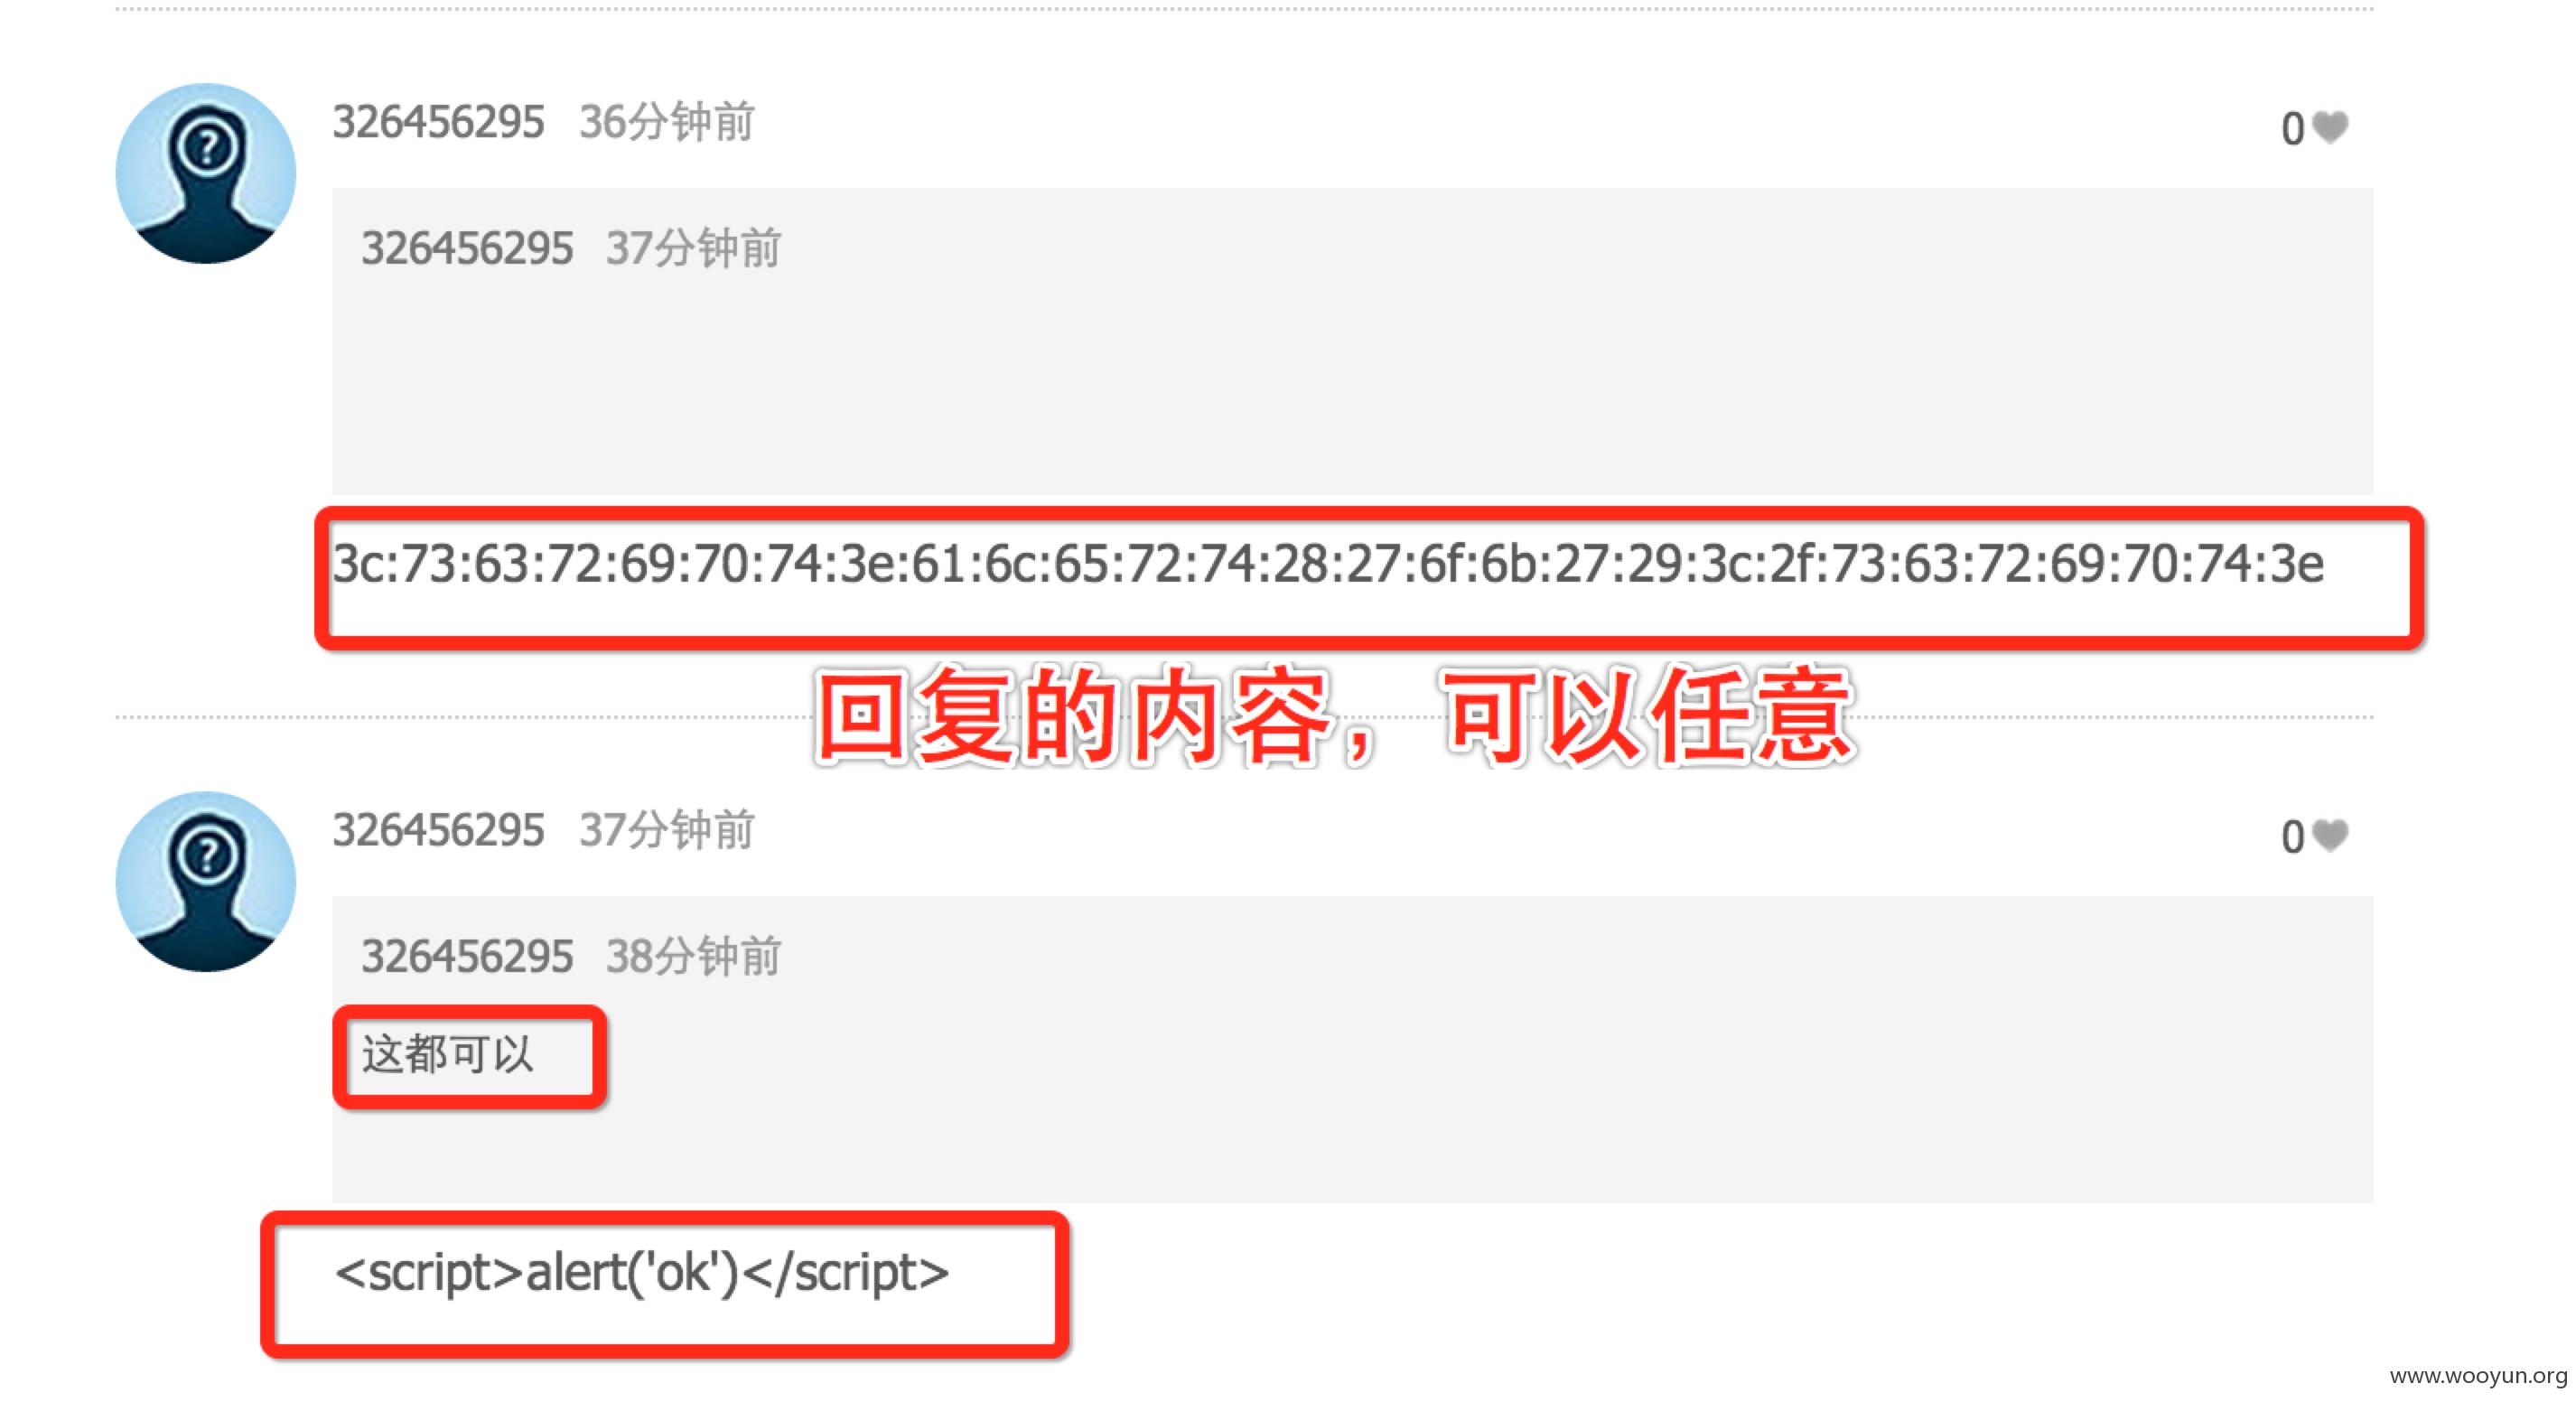 326456295 36分钟前
0
326456295 37分钟前
3c:73:63:72:69:70:74:3e:61:6c:65:72:74:28:27:6f:6b:27:29:3c:2f:73:63:72:69:70:74:3e
回复的内容，可以任意
326456295 37分钟前
0
326456295 38分钟前
这都可以
<script>alert('ok')</script>
www.wooyun.org